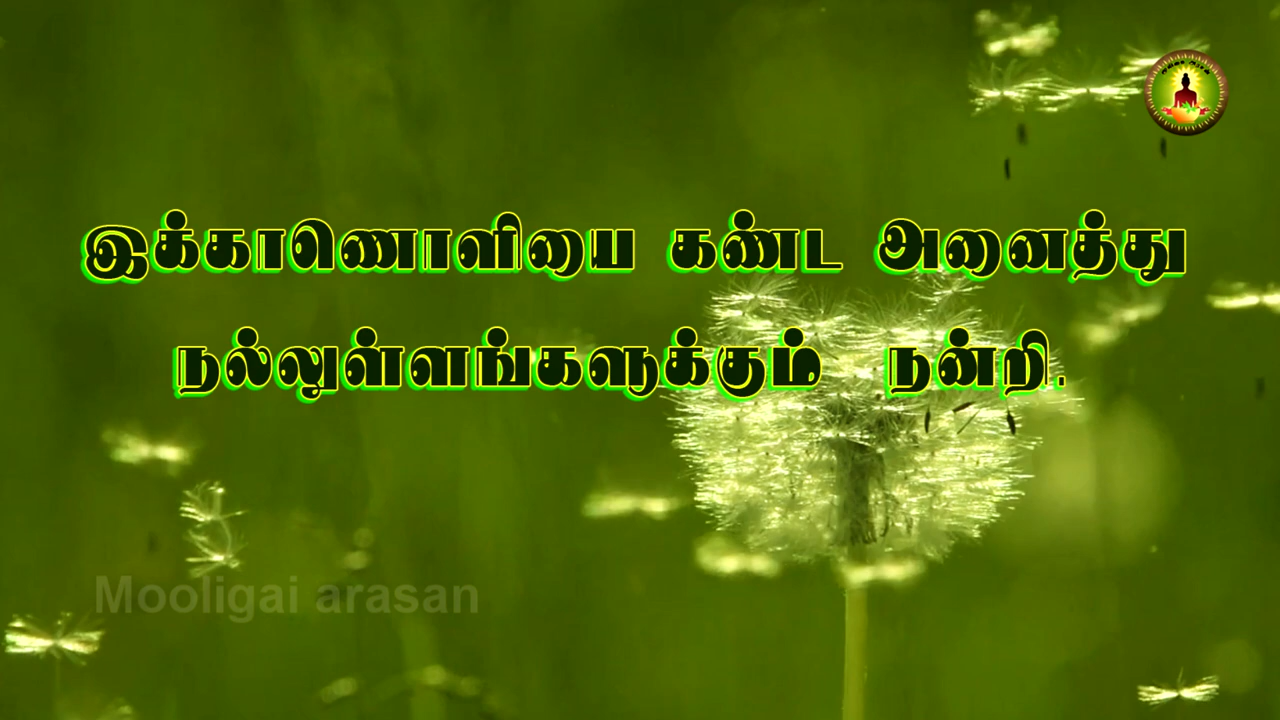 இக்காணொளியை கண்ட அனைத்து
நல்லுள்ளங்களுக்கும் நன்றி.
Mooligai arasan